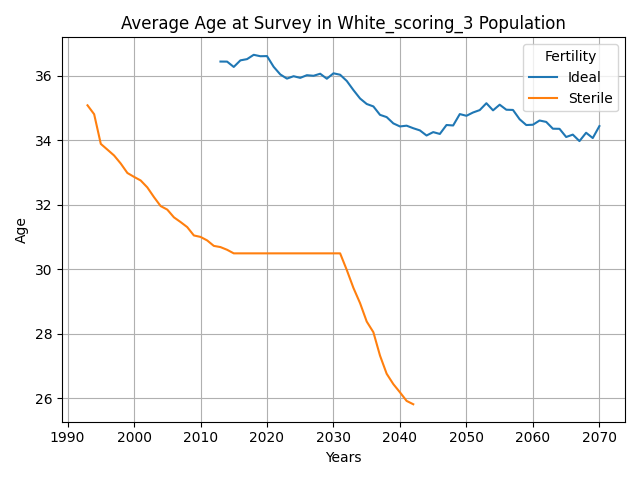 Average Age at Survey in White_scoring_3 Population
Fertility
Ideal
Sterile
Age
36
34
32
30
28
26
1990 2000 2010 2020 2030 2040 2050 2060 2070
Years